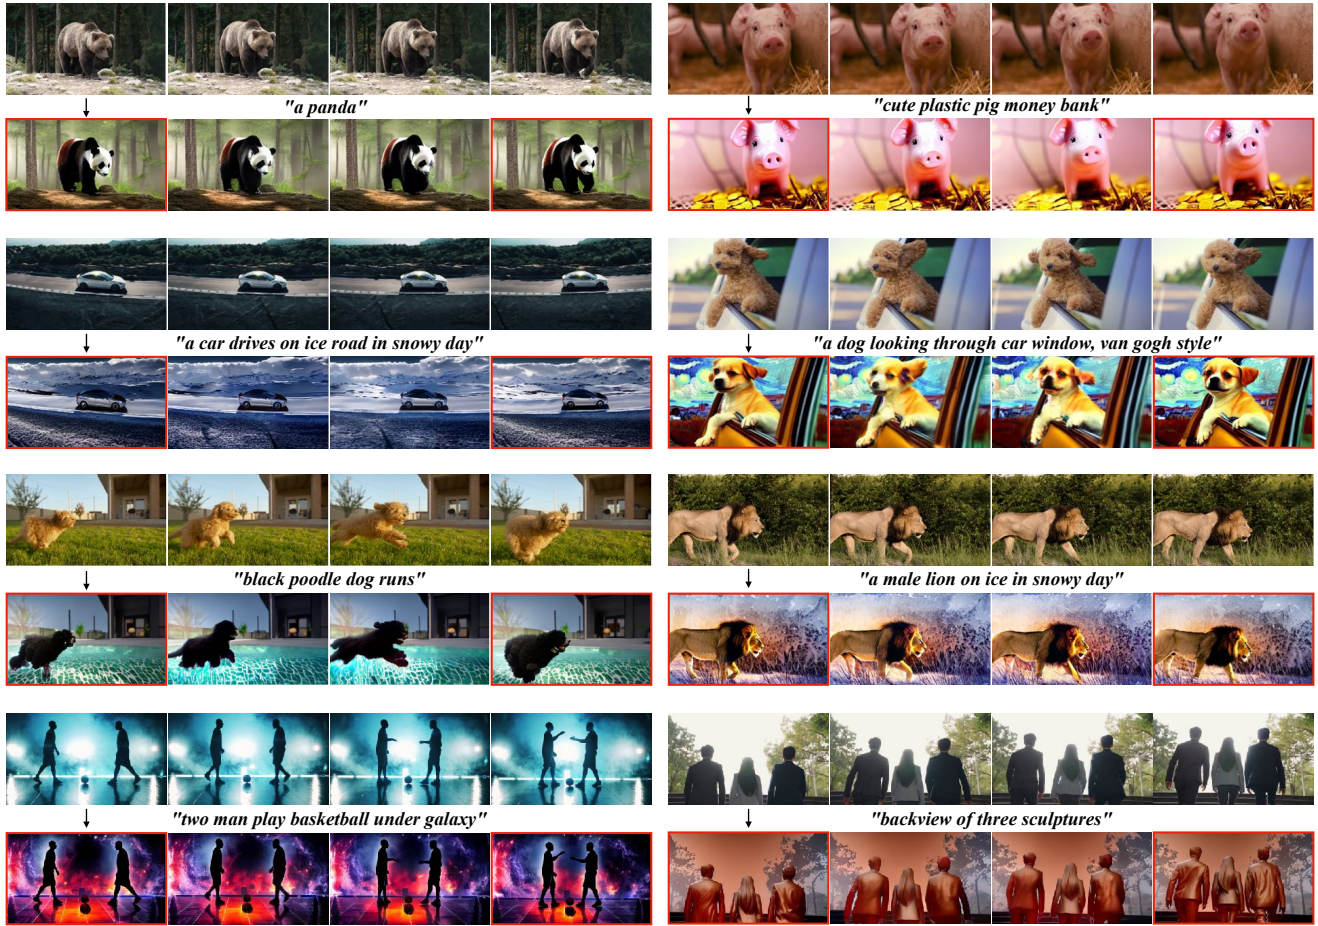 "a panda"
"cute plastic pig money bank"
"a car drives on ice road in snowy day"
"a dog looking through car window, van gogh style"
"black poodle dog runs"
"a male lion on ice in snowy day"
"two man play basketball under galaxy"
"backview of three sculptures"